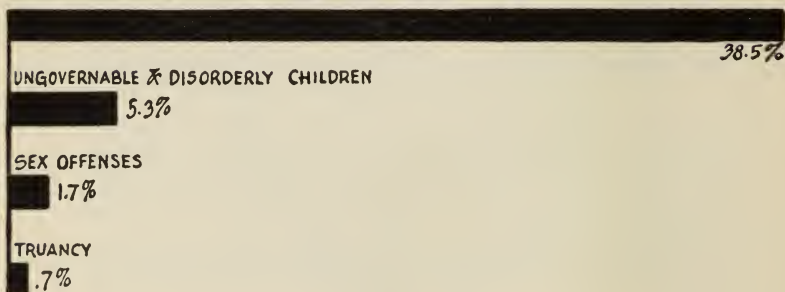 38.5%
UNGOVERNABLE & DISORDERLY CHILDREN
5.3%
SEX OFFENSES
1.7%
TRUANCY
.7%